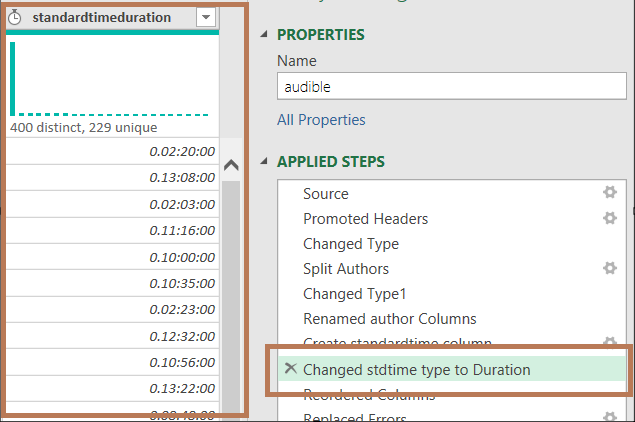 standardtimeduration
400 distinct, 229 unique
0.02:20:00
0.13:08:00
0.02:03:00
0.11:16:00
0.10:00:00
0.10:35:00
0.02:23:00
0.12:32:00
0.10:56:00
0.13:22:00
PROPERTIES
Name
audible
All Properties
APPLIED STEPS
Source
Promoted Headers
Changed Type
Split Authors
Changed Type1
Renamed author Columns
Create standardtime column
Changed stdtime type to Duration
Reordered Columns
Replaced Errors